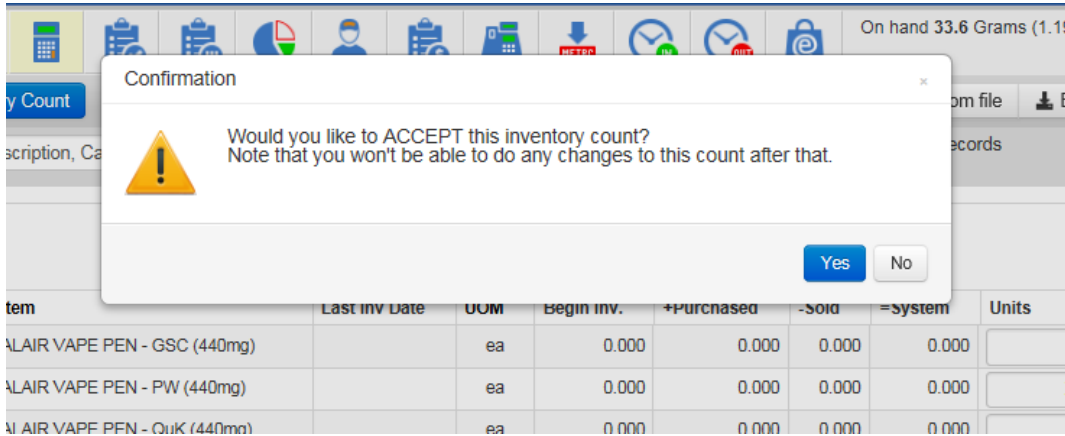 On hand 33.6 Grams (1.19
METRC
IN
OUT
e
Confirmation
×
y Count
om file
E
scription, Ca
ecords
Would you like to ACCEPT this inventory count?
Note that you won't be able to do any changes to this count after that.
Yes No
tem Last Inv Date UOM Begin Inv. +Purchased -Sold =System Units
ALAIR VAPE PEN - GSC (440mg) ea 0.000 0.000 0.000 0.000
ALAIR VAPE PEN - PW (440mg) ea 0.000 0.000 0.000 0.000
ALAIR VAPE PEN - QuK (440mg) ea 0.000 0.000 0.000 0.000